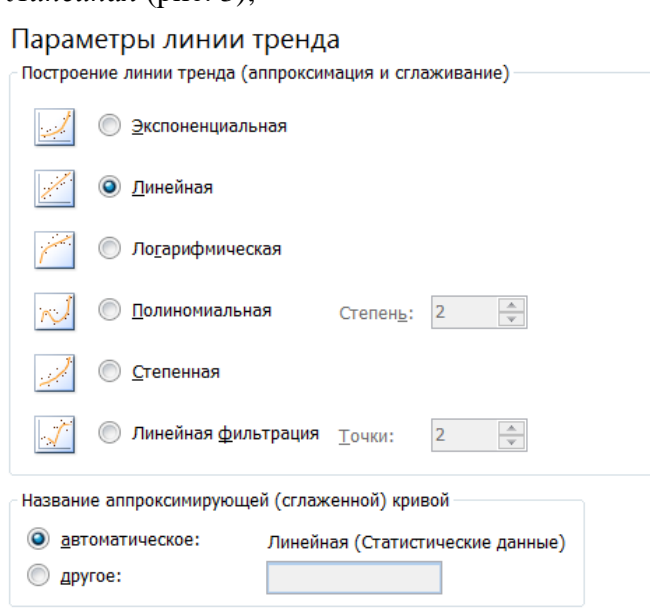 Параметры линии тренда
Построение линии тренда (аппроксимация и сглаживание)
Экспоненциальная
Линейная
Логарифмическая
Полиномиальная Степень: 2
Степенная
Линейная фильтрация Точки: 2
Название аппроксимирующей (сглаженной) кривой
автоматическое: Линейная (Статистические данные)
другое: